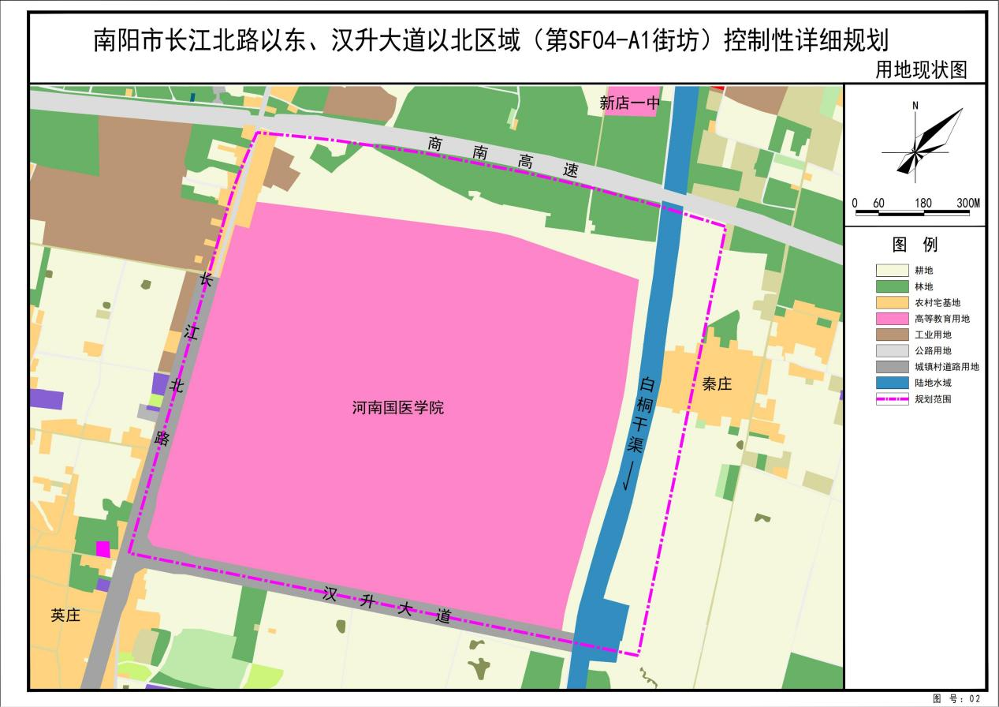 南阳市长江北路以东、汉升大道以北区域（第SF04-A1街坊）控制性详细规划
用地现状图
新店一中
商南高速
长江北路
河南国医学院
白桐干渠
秦庄
汉升大道
英庄
N
0 60 180 300M
图 例
耕地
林地
农村宅基地
高等教育用地
工业用地
公路用地
城镇村道路用地
陆地水域
规划范围
图 号：02